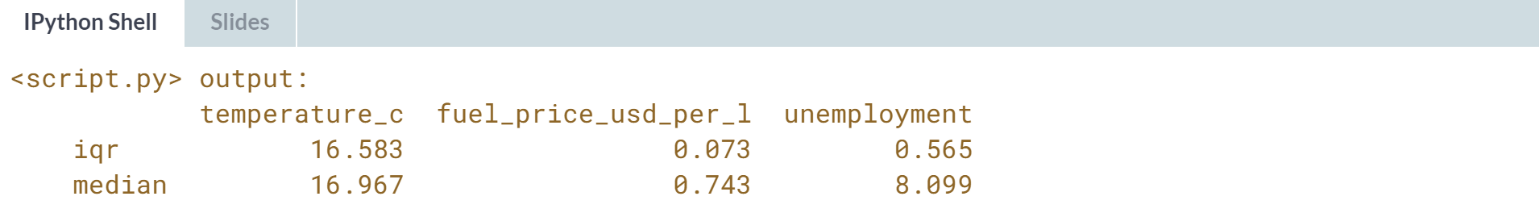 IPython Shell Slides
<script.py> output:
temperature_c fuel_price_usd_per_l unemployment
iqr 16.583 0.073 0.565
median 16.967 0.743 8.099